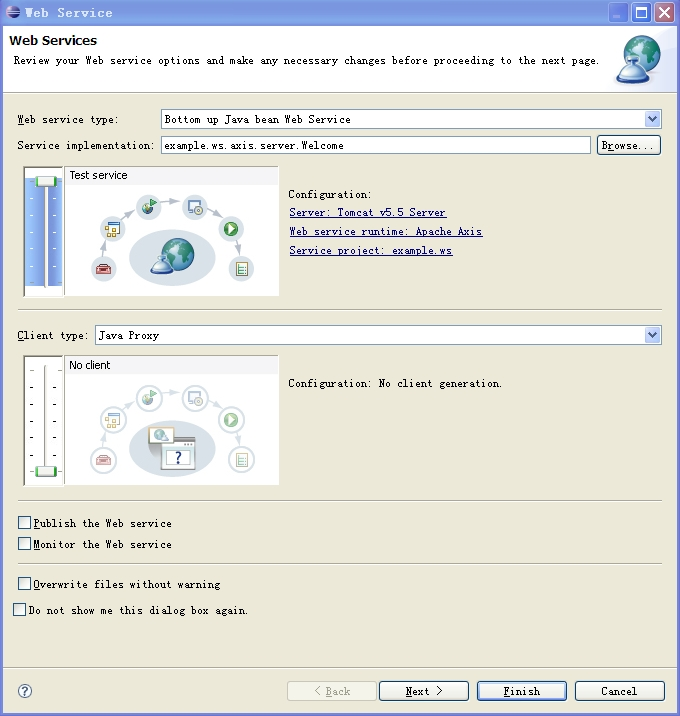 Web Service
Web Services
Review your Web service options and make any necessary changes before proceeding to the next page.
Web service type: Bottom up Java bean Web Service
Service implementation: example.ws.axis.server.Welcome Browse...
Test service
Configuration:
Server: Tomcat v5.5 Server
Web service runtime: Apache Axis
Service project: example.ws
Client type: Java Proxy
No client
Configuration: No client generation.
?
Publish the Web service
Monitor the Web service
Overwrite files without warning
Do not show me this dialog box again.
? < Back Next > Finish Cancel